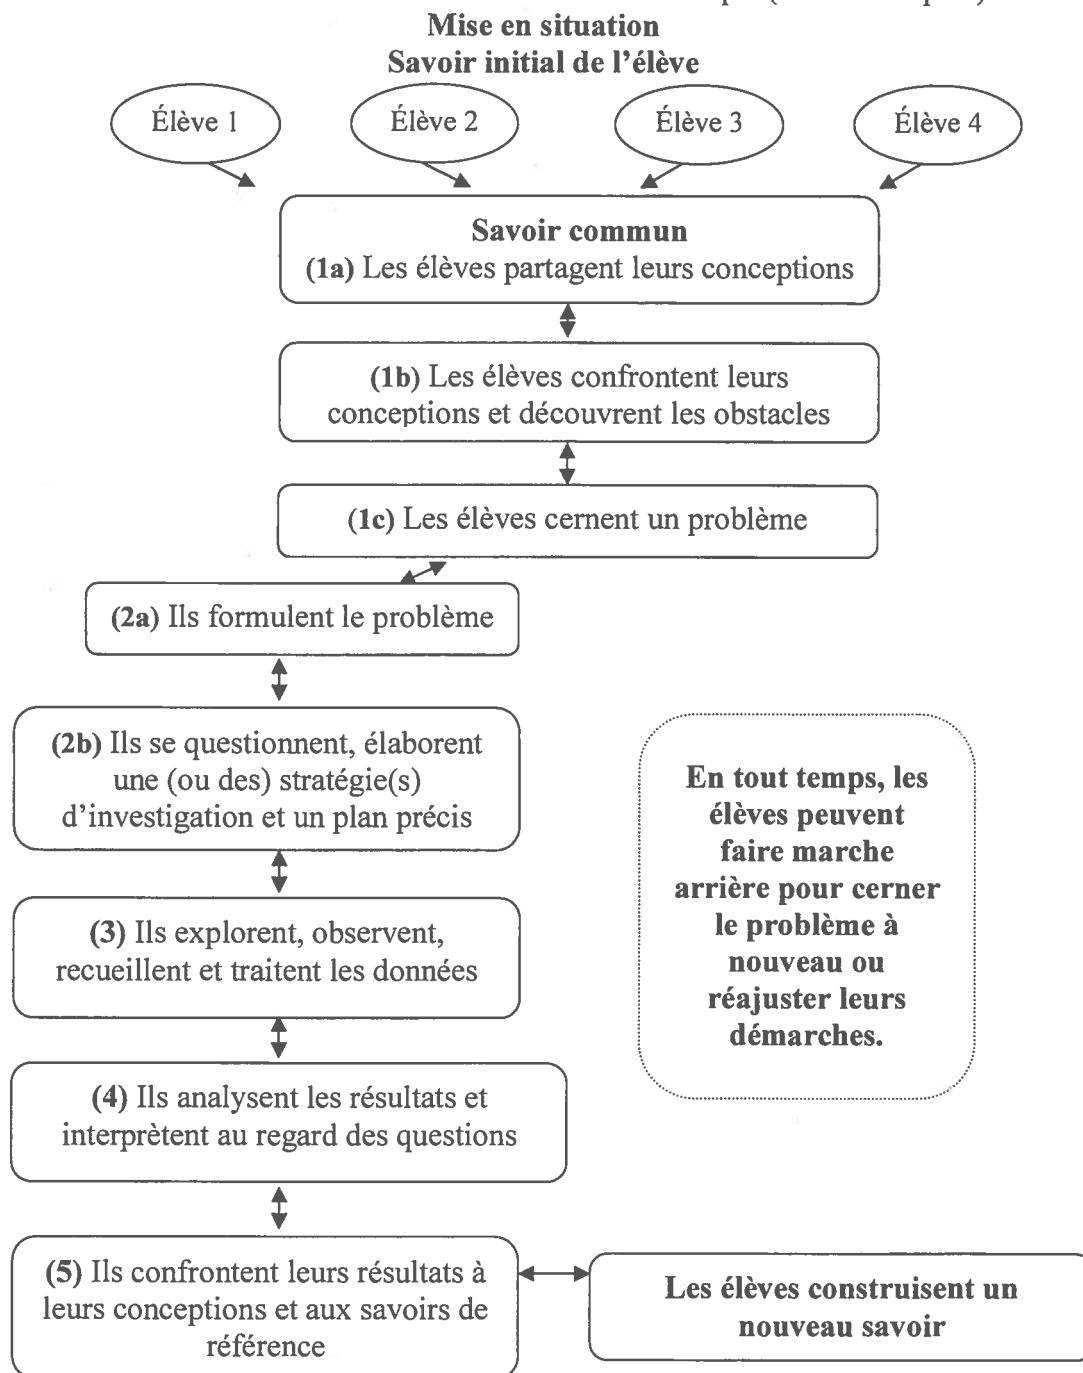 Mise en situation
Savoir initial de l'élève
Élève 1
Élève 2
Élève 3
Élève 4
Savoir commun
(1a) Les élèves partagent leurs conceptions
(1b) Les élèves confrontent leurs
conceptions et découvrent les obstacles
(1c) Les élèves cernent un problème
(2a) Ils formulent le problème
(2b) Ils se questionnent, élaborent
une (ou des) stratégie(s)
d'investigation et un plan précis
En tout temps, les
élèves peuvent
faire marche
arrière pour cerner
le problème à
nouveau ou
réajuster leurs
démarches.
(3) Ils explorent, observent,
recueillent et traitent les données
(4) Ils analysent les résultats et
interprètent au regard des questions
(5) Ils confrontent leurs résultats à
leurs conceptions et aux savoirs de
référence
Les élèves construisent un
nouveau savoir